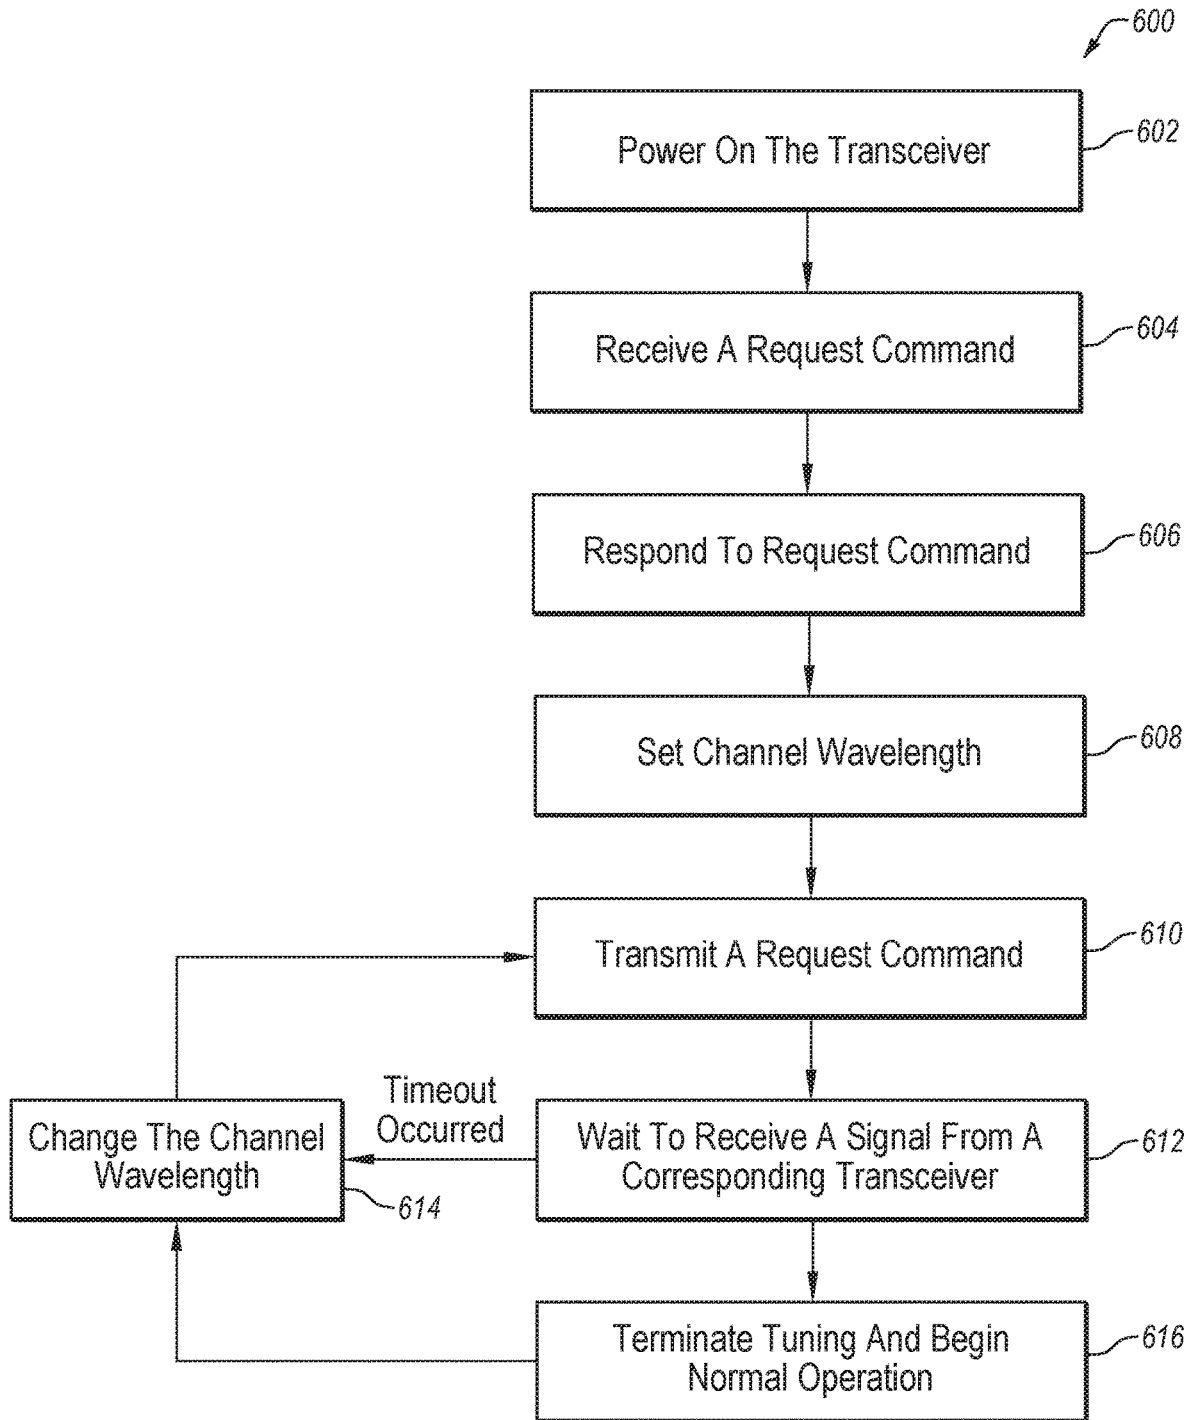 600
Power On The Transceiver
602
Receive A Request Command
604
Respond To Request Command
606
Set Channel Wavelength
608
Transmit A Request Command
610
Timeout
Occurred
Change The Channel
Wavelength
614
Wait To Receive A Signal From A
Corresponding Transceiver
612
Terminate Tuning And Begin
Normal Operation
616